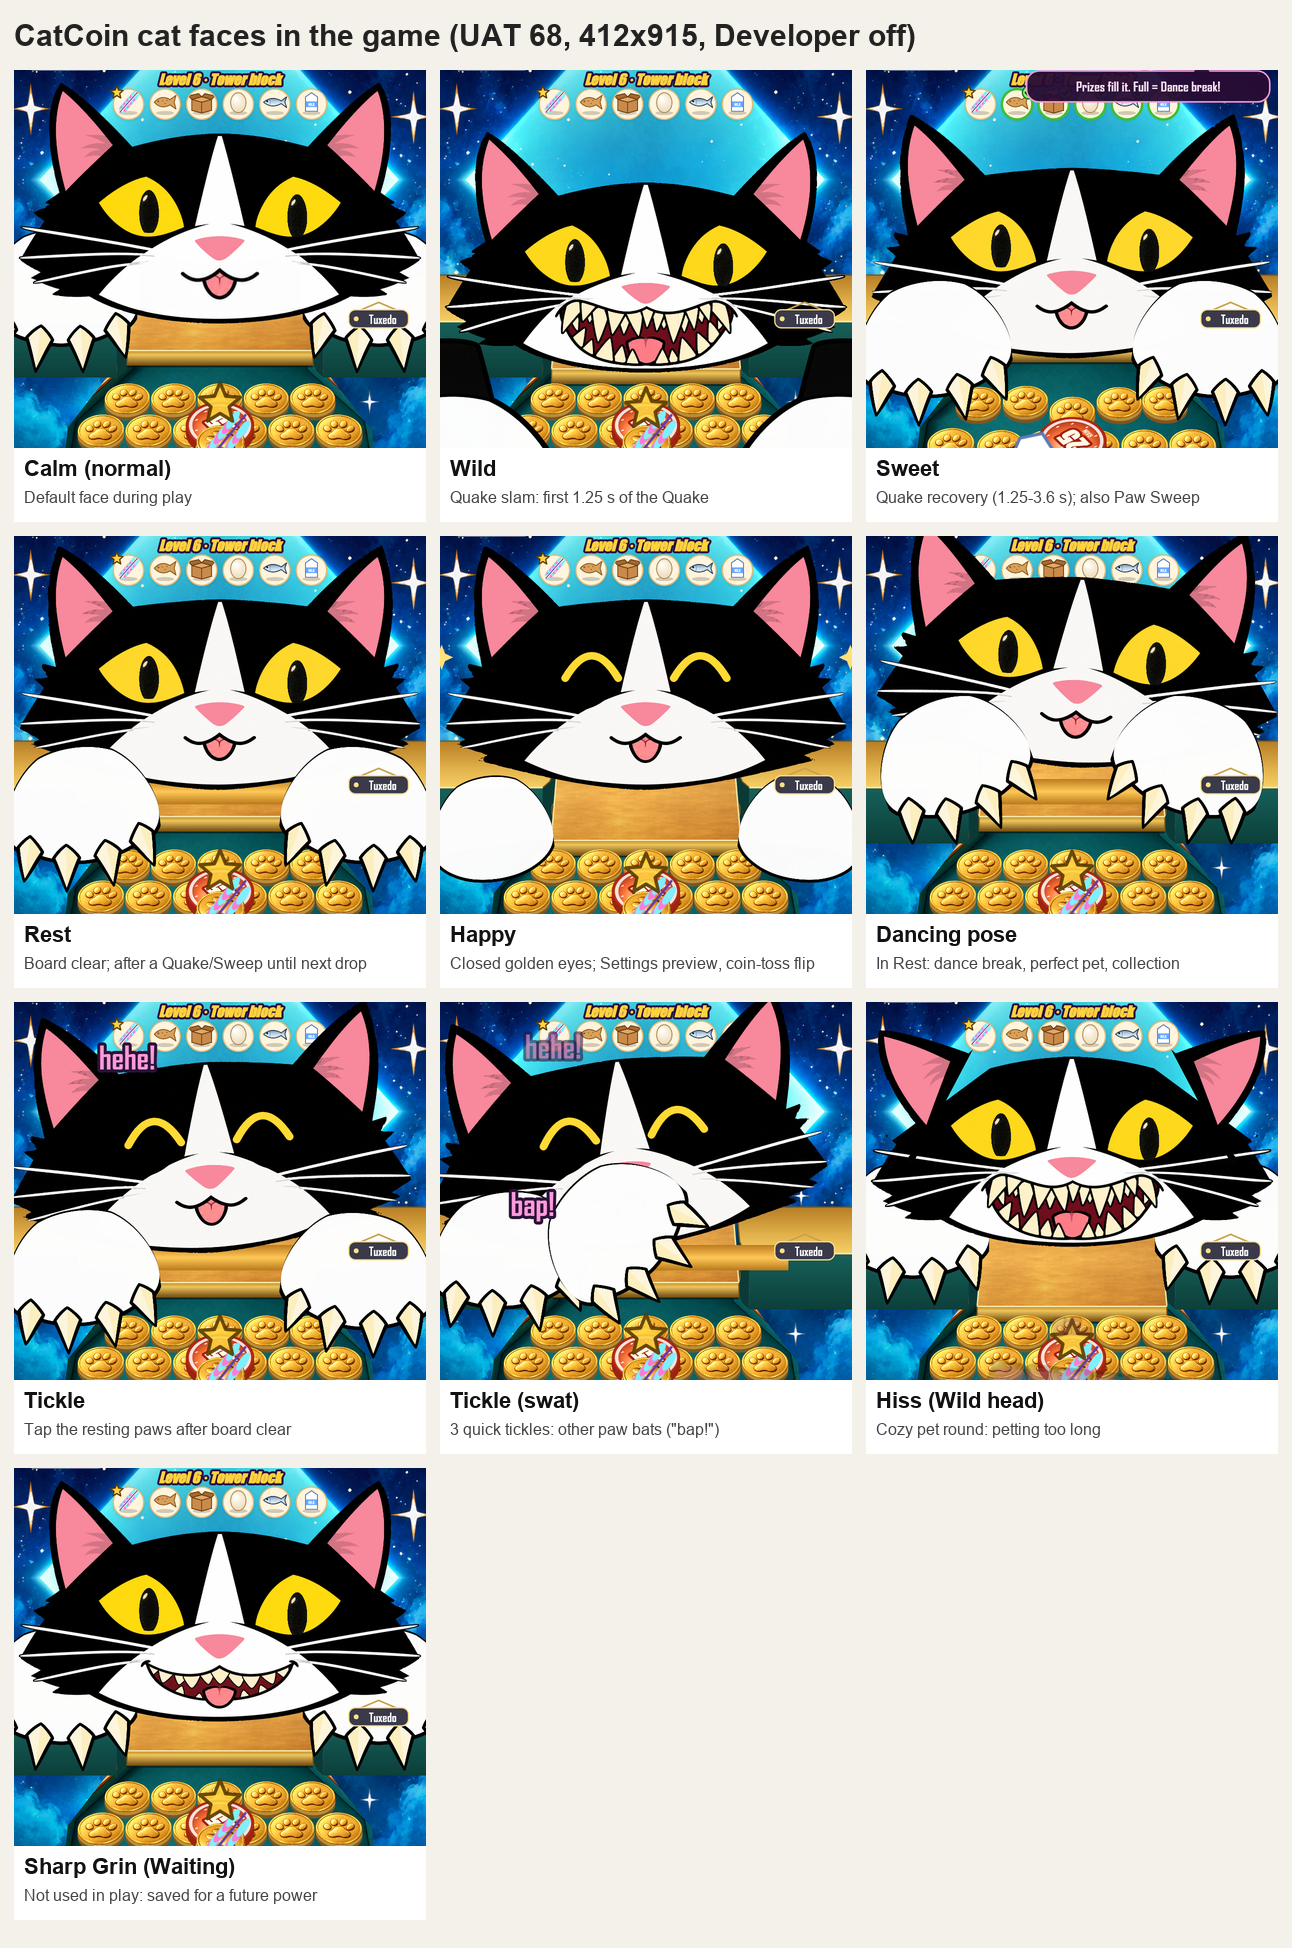 CatCoin cat faces in the game (UAT 68, 412x915, Developer off)
Level 6 · Tower block
Tuxedo
Calm (normal)
Default face during play
Level 6 · Tower block
Tuxedo
Wild
Quake slam: first 1.25 s of the Quake
Prizes fill it. Full = Dance break!
Tuxedo
Sweet
Quake recovery (1.25-3.6 s); also Paw Sweep
Level 6 · Tower block
Tuxedo
Rest
Board clear; after a Quake/Sweep until next drop
Level 6 · Tower block
Tuxedo
Happy
Closed golden eyes; Settings preview, coin-toss flip
Level 6 · Tower block
Tuxedo
Dancing pose
In Rest: dance break, perfect pet, collection
Level 6 · Tower block
hehe!
Tuxedo
Tickle
Tap the resting paws after board clear
Level 6 · Tower block
hehe!
bap!
Tuxedo
Tickle (swat)
3 quick tickles: other paw bats ("bap!")
Level 6 · Tower block
Tuxedo
Hiss (Wild head)
Cozy pet round: petting too long
Level 6 · Tower block
Tuxedo
Sharp Grin (Waiting)
Not used in play: saved for a future power